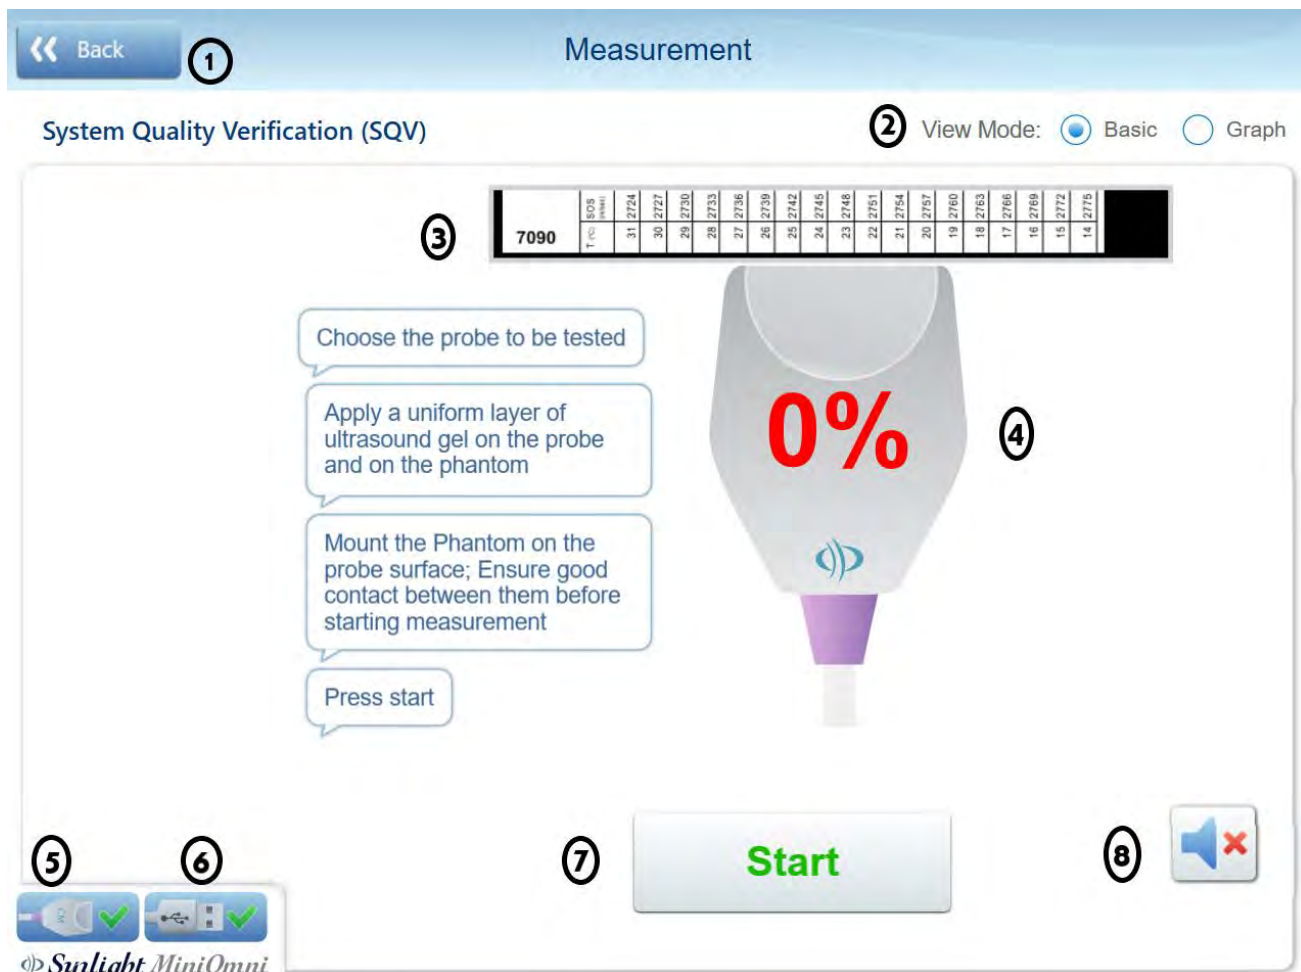 Back
1
Measurement
System Quality Verification (SQV)
2
View Mode:
Basic
Graph
3
7090
T (°C) 31 30 29 28 27 26 25 24 23 22 21 20 19 18 17 16 15 14
SOS 2724 2727 2730 2733 2736 2739 2742 2745 2748 2751 2754 2757 2760 2763 2766 2769 2772 2775
Choose the probe to be tested
Apply a uniform layer of
ultrasound gel on the probe
and on the phantom
Mount the Phantom on the
probe surface; Ensure good
contact between them before
starting measurement
Press start
0%
4
5
6
7
Start
8
Sunlight MiniOmni